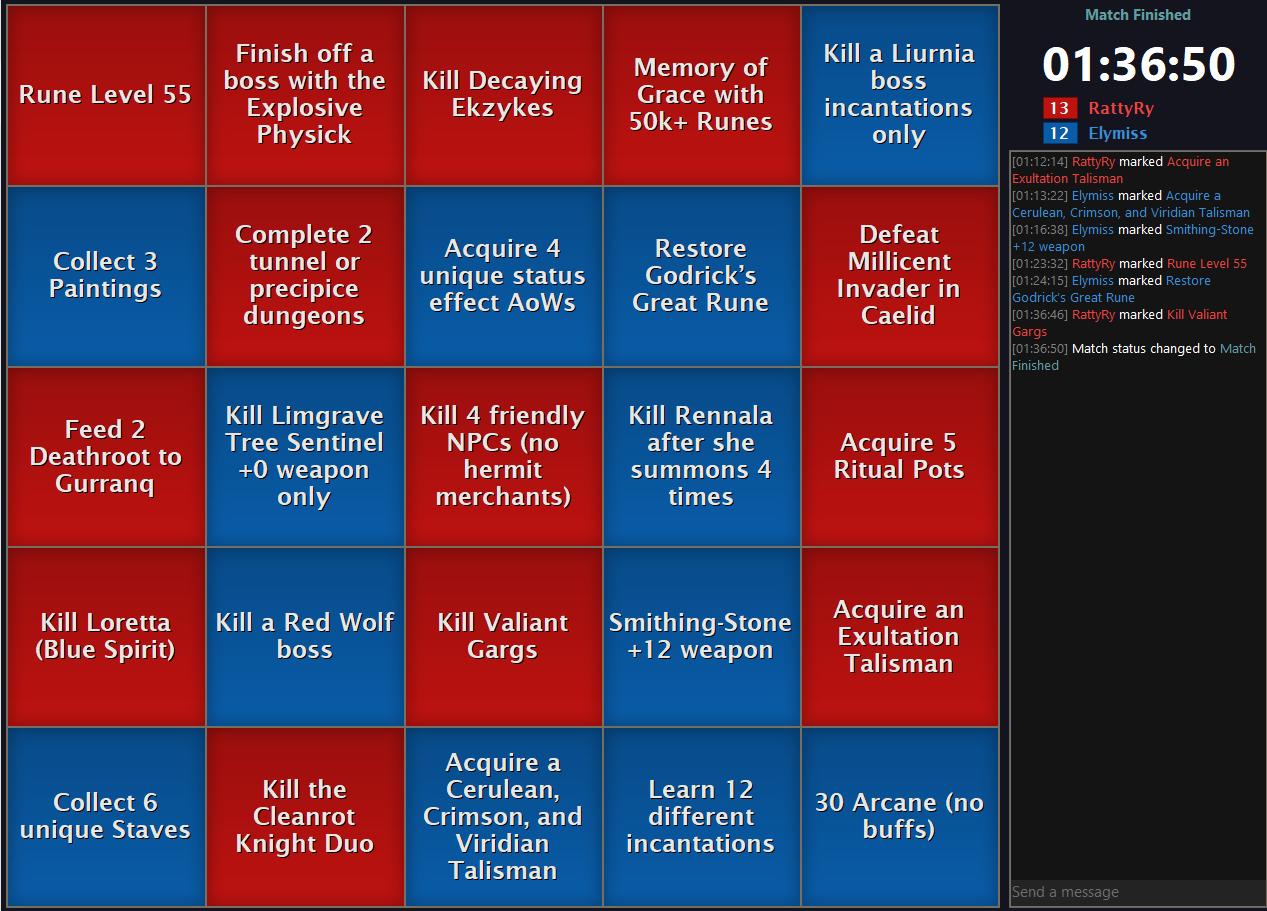 Rune Level 55
Finish off a
boss with the
Explosive
Physick
Kill Decaying
Ekzykes
Memory of
Grace with
50k+ Runes
Kill a Liurnia
boss
incantations
only
Collect 3
Paintings
Complete 2
tunnel or
precipice
dungeons
Acquire 4
unique status
effect AoWs
Restore
Godrick's
Great Rune
Defeat
Millicent
Invader in
Caelid
Feed 2
Deathroot to
Gurranq
Kill Limgrave
Tree Sentinel
+0 weapon
only
Kill 4 friendly
NPCs (no
hermit
merchants)
Kill Rennala
after she
summons 4
times
Acquire 5
Ritual Pots
Kill Loretta
(Blue Spirit)
Kill a Red Wolf
boss
Kill Valiant
Gargs
Smithing-Stone
+12 weapon
Acquire an
Exultation
Talisman
Collect 6
unique Staves
Kill the
Cleanrot
Knight Duo
Acquire a
Cerulean,
Crimson, and
Viridian
Talisman
Learn 12
different
incantations
30 Arcane (no
buffs)
Match Finished
01:36:50
13 RattyRy
12 Elymiss
[01:12:14] RattyRy marked Acquire an
Exultation Talisman
[01:13:22] Elymiss marked Acquire a
Cerulean, Crimson, and Viridian Talisman
[01:16:38] Elymiss marked Smithing-Stone
+12 weapon
[01:23:32] RattyRy marked Rune Level 55
[01:24:15] Elymiss marked Restore
Godrick's Great Rune
[01:36:46] RattyRy marked Kill Valiant
Gargs
[01:36:50] Match status changed to Match
Finished
Send a message